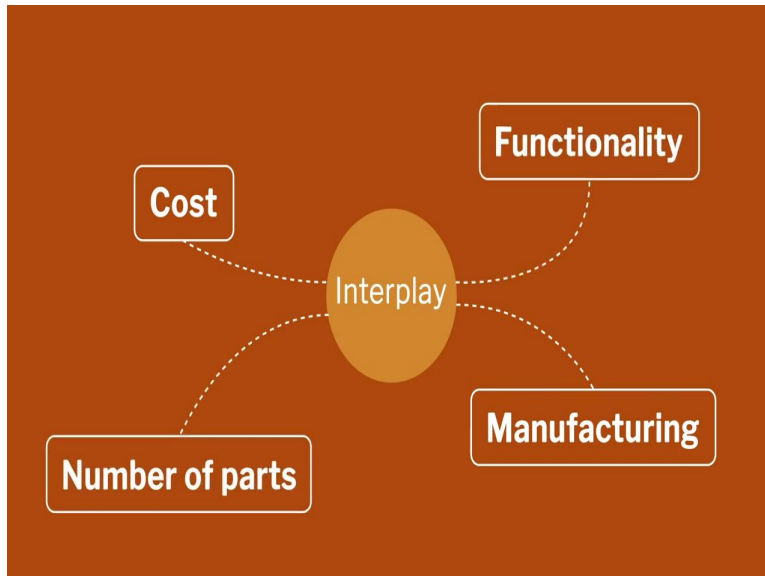 Functionality
Cost
Interplay
Manufacturing
Number of parts